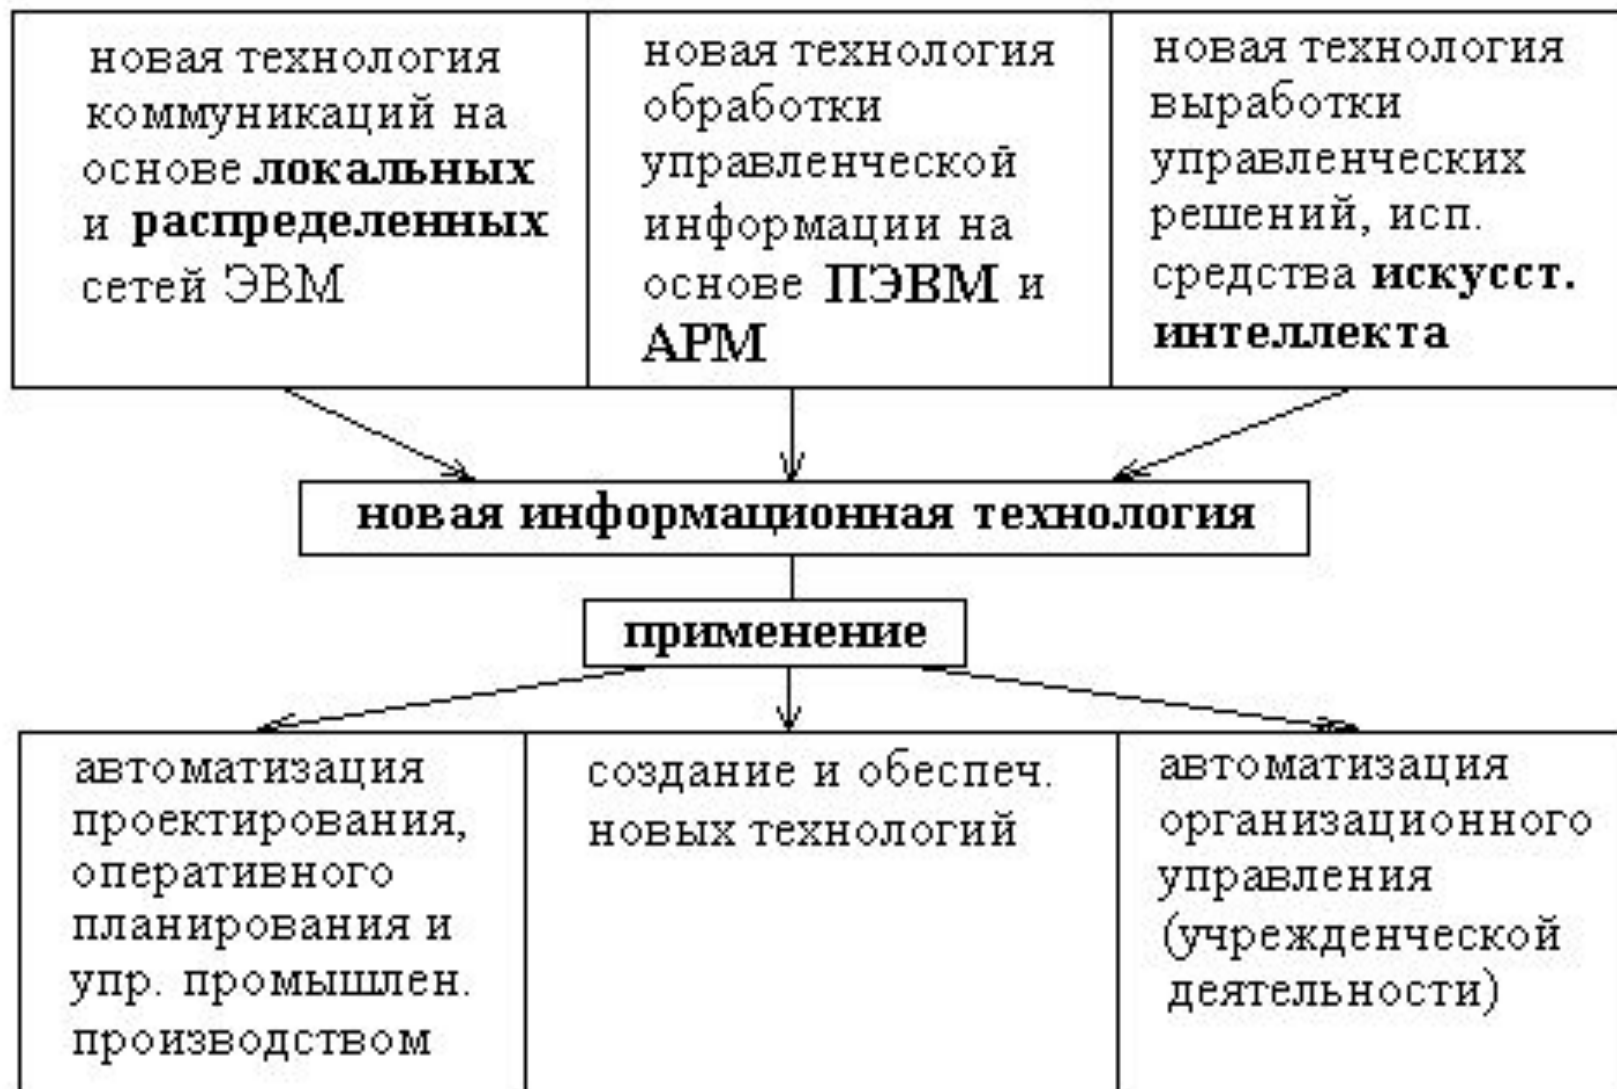 новая технология
коммуникаций на
основе локальных
и распределенных
сетей ЭВМ
новая технология
обработки
управленческой
информации на
основе ПЭВМ и
АРМ
новая технология
выработки
управленческих
решений, исп.
средства искусст.
интеллекта
новая информационная технология
применение
автоматизация
проектирования,
оперативного
планирования и
упр. промышлен.
производством
создание и обеспеч.
новых технологий
автоматизация
организационного
управления
(учрежденческой
деятельности)